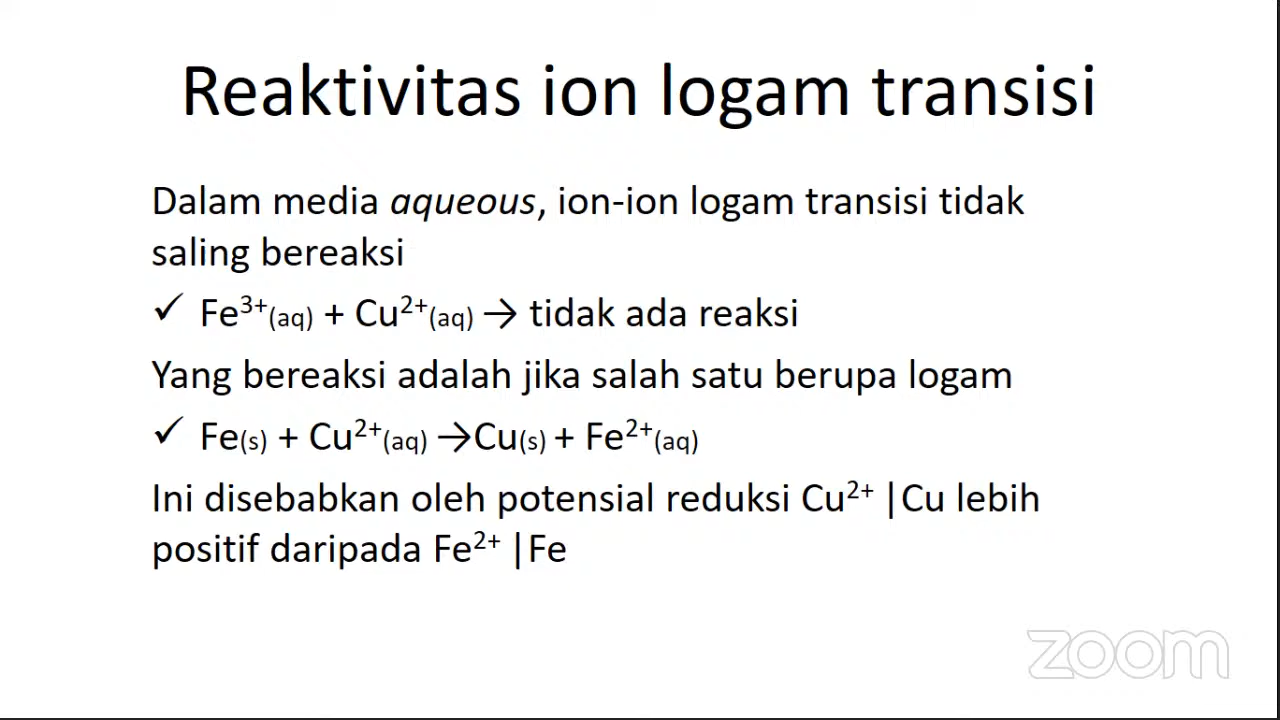 Reaktivitas ion logam transisi
Dalam media aqueous, ion-ion logam transisi tidak
saling bereaksi
✓ Fe³⁺(aq) + Cu²⁺(aq) → tidak ada reaksi
Yang bereaksi adalah jika salah satu berupa logam
✓ Fe(s) + Cu²⁺(aq) →Cu(s) + Fe²⁺(aq)
Ini disebabkan oleh potensial reduksi Cu²⁺ |Cu lebih
positif daripada Fe²⁺ |Fe
zoom